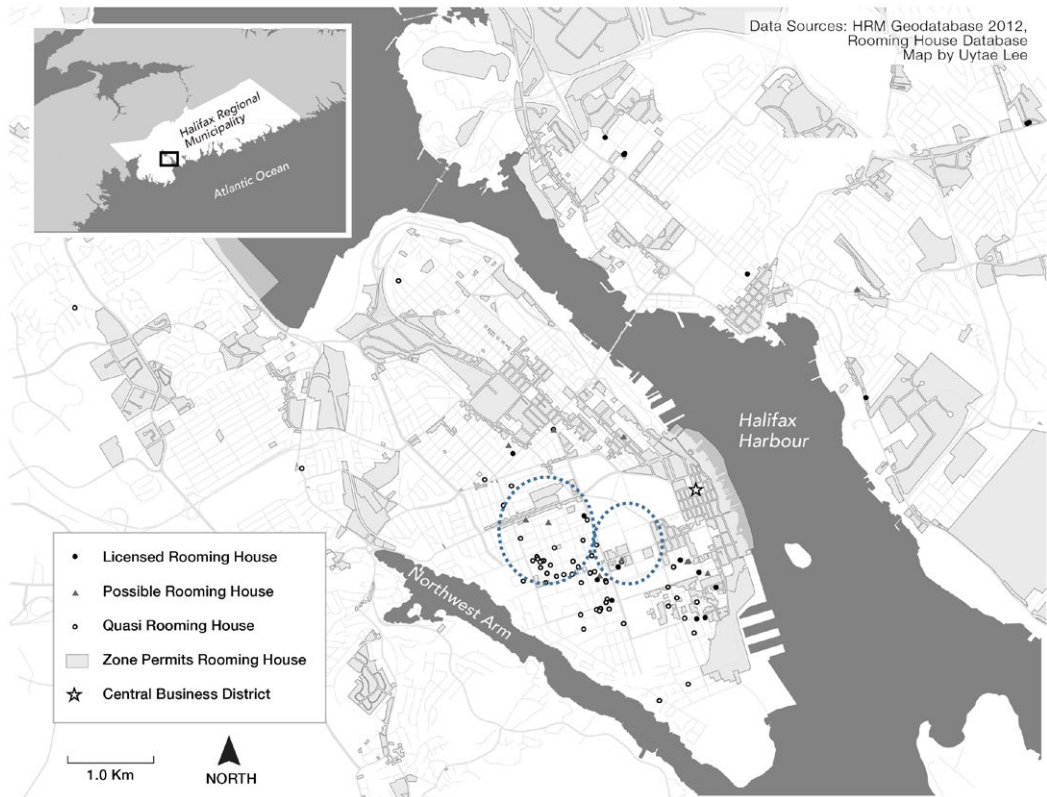 Data Sources: HRM Geodatabase 2012,
Rooming House Database
Map by Uytae Lee
Halifax Regional
Municipality
Atlantic Ocean
Halifax
Harbour
Northwest Arm
Licensed Rooming House
Possible Rooming House
Quasi Rooming House
Zone Permits Rooming House
Central Business District
1.0 Km
NORTH